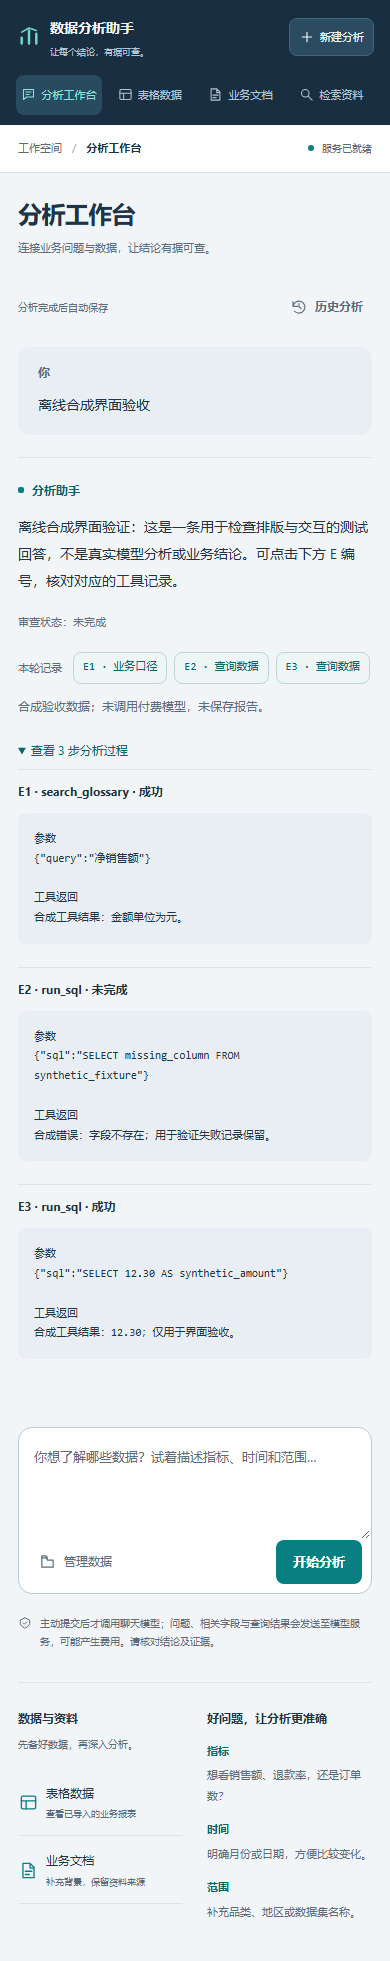 数据分析助手
让每个结论，有据可查。
新建分析
分析工作台
表格数据
业务文档
检索资料
工作空间 / 分析工作台
服务已就绪
分析工作台
连接业务问题与数据，让结论有据可查。
分析完成后自动保存
历史分析
你
离线合成界面验收
分析助手
离线合成界面验证：这是一条用于检查排版与交互的测试
回答，不是真实模型分析或业务结论。可点击下方 E 编
号，核对对应的工具记录。
审查状态：未完成
本轮记录
E1 · 业务口径
E2 · 查询数据
E3 · 查询数据
合成验收数据；未调用付费模型，未保存报告。
▼ 查看 3 步分析过程
E1 · search_glossary · 成功
参数
{"query":"净销售额"}
工具返回
合成工具结果：金额单位为元。
E2 · run_sql · 未完成
参数
{"sql":"SELECT missing_column FROM
synthetic_fixture"}
工具返回
合成错误：字段不存在；用于验证失败记录保留。
E3 · run_sql · 成功
参数
{"sql":"SELECT 12.30 AS synthetic_amount"}
工具返回
合成工具结果：12.30；仅用于界面验收。
你想了解哪些数据？试着描述指标、时间和范围...
管理数据
开始分析
主动提交后才调用聊天模型；问题、相关字段与查询结果会发送至模型服
务，可能产生费用。请核对结论及证据。
数据与资料
先备好数据，再深入分析。
表格数据
查看已导入的业务报表
业务文档
补充背景，保留资料来源
好问题，让分析更准确
指标
想看销售额、退款率，还是订单
数？
时间
明确月份或日期，方便比较变化。
范围
补充品类、地区或数据集名称。